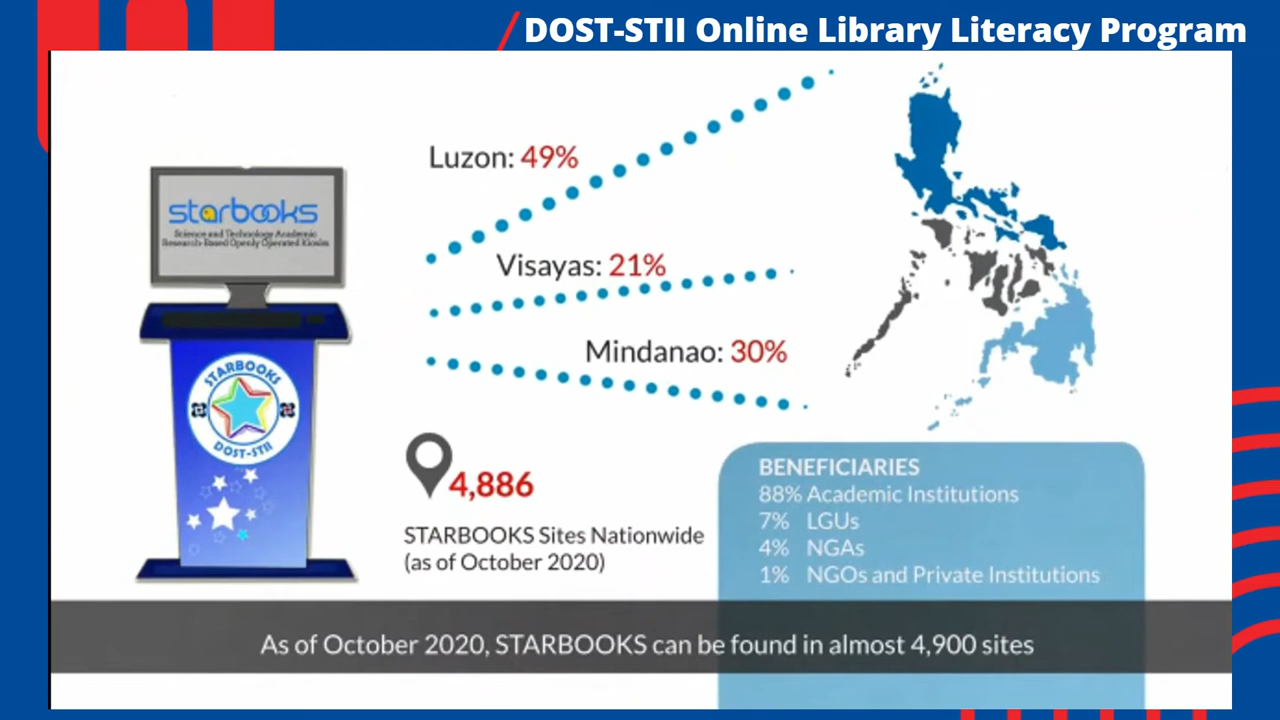 DOST-STII Online Library Literacy Program
Luzon: 49%
Visayas: 21%
Mindanao: 30%
starbooks
Science and Technology Academic
Research-Based Openly Operated Kiosks
STARBOOKS
DOST-STII
4,886
STARBOOKS Sites Nationwide
(as of October 2020)
BENEFICIARIES
88% Academic Institutions
7% LGUs
4% NGAs
1% NGOs and Private Institutions
As of October 2020, STARBOOKS can be found in almost 4,900 sites